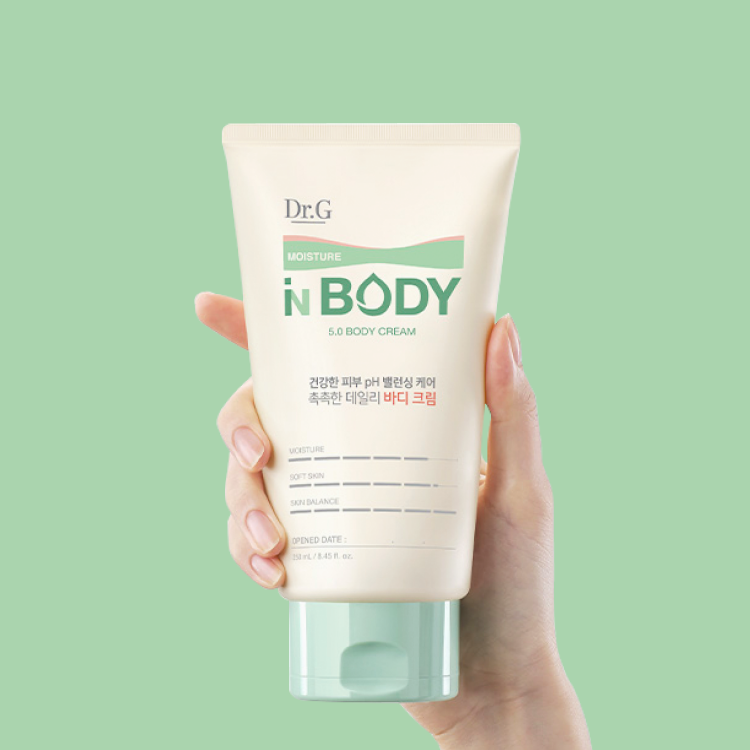 Dr.G
MOISTURE
iN BODY
5.0 BODY CREAM
건강한 피부 pH 밸런싱 케어
촉촉한 데일리 바디 크림
MOISTURE
SOFT SKIN
SKIN BALANCE
OPENED DATE :
250 mL / 8.45 fl. oz.